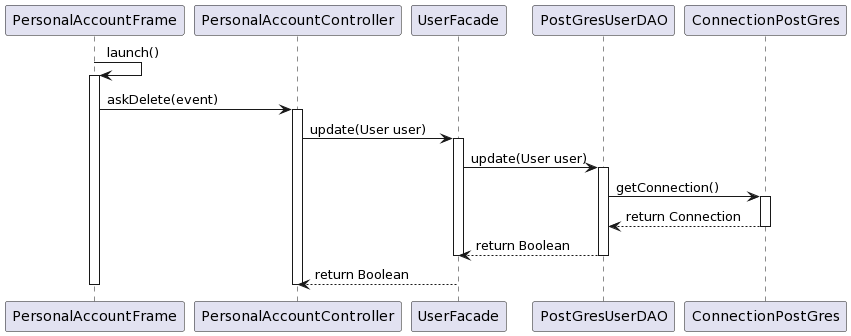 PersonalAccountFrame
PersonalAccountController
UserFacade
PostGresUserDAO
ConnectionPostGres
launch()
askDelete(event)
update(User user)
update(User user)
getConnection()
return Connection
return Boolean
return Boolean
PersonalAccountFrame
PersonalAccountController
UserFacade
PostGresUserDAO
ConnectionPostGres